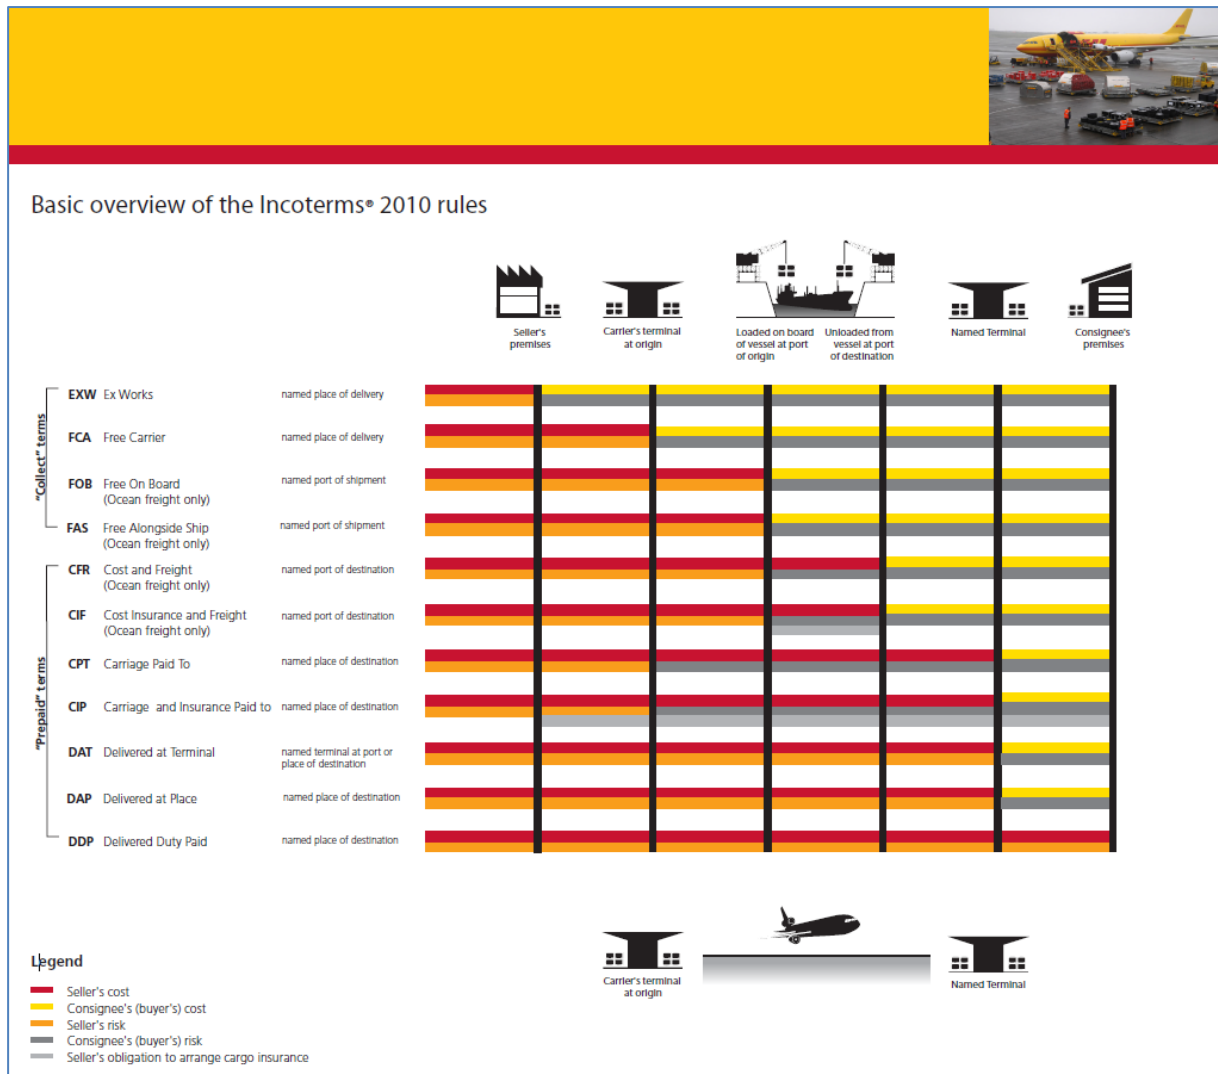 Basic overview of the Incoterms® 2010 rules
Seller's
premises
Carrier's terminal
at origin
Loaded on board
of vessel at port
of origin
Unloaded from
vessel at port
of destination
Named Terminal
Consignee's
premises
"Collect" terms
EXW Ex Works named place of delivery
FCA Free Carrier named place of delivery
FOB Free On Board named port of shipment
(Ocean freight only)
FAS Free Alongside Ship named port of shipment
(Ocean freight only)
"Prepaid" terms
CFR Cost and Freight named port of destination
(Ocean freight only)
CIF Cost Insurance and Freight named port of destination
(Ocean freight only)
CPT Carriage Paid To named place of destination
CIP Carriage and Insurance Paid to named place of destination
DAT Delivered at Terminal named terminal at port or
place of destination
DAP Delivered at Place named place of destination
DDP Delivered Duty Paid named place of destination
Carrier's terminal
at origin
Named Terminal
Legend
Seller's cost
Consignee's (buyer's) cost
Seller's risk
Consignee's (buyer's) risk
Seller's obligation to arrange cargo insurance